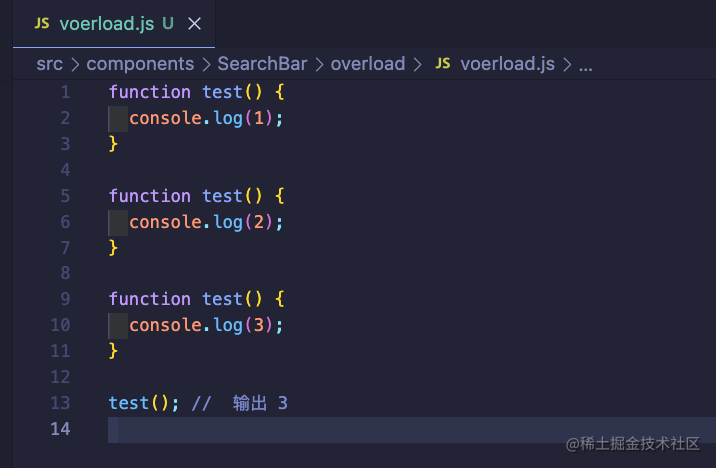 JS voerload.js U ×
src > components > SearchBar > overload > JS voerload.js > ...
1 function test() {
2 console.log(1);
3 }
4
5 function test() {
6 console.log(2);
7 }
8
9 function test() {
10 console.log(3);
11 }
12
13 test(); // 输出 3
14
@稀土掘金技术社区